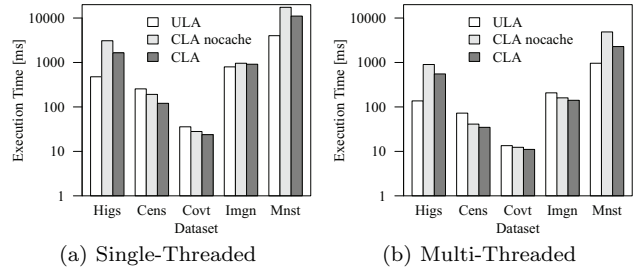 Execution Time [ms]
10000
1000
100
10
1
ULA
CLA nocache
CLA
Higs Cens Covt Imgn Mnst
Dataset
(a) Single-Threaded
Execution Time [ms]
10000
1000
100
10
1
ULA
CLA nocache
CLA
Higs Cens Covt Imgn Mnst
Dataset
(b) Multi-Threaded